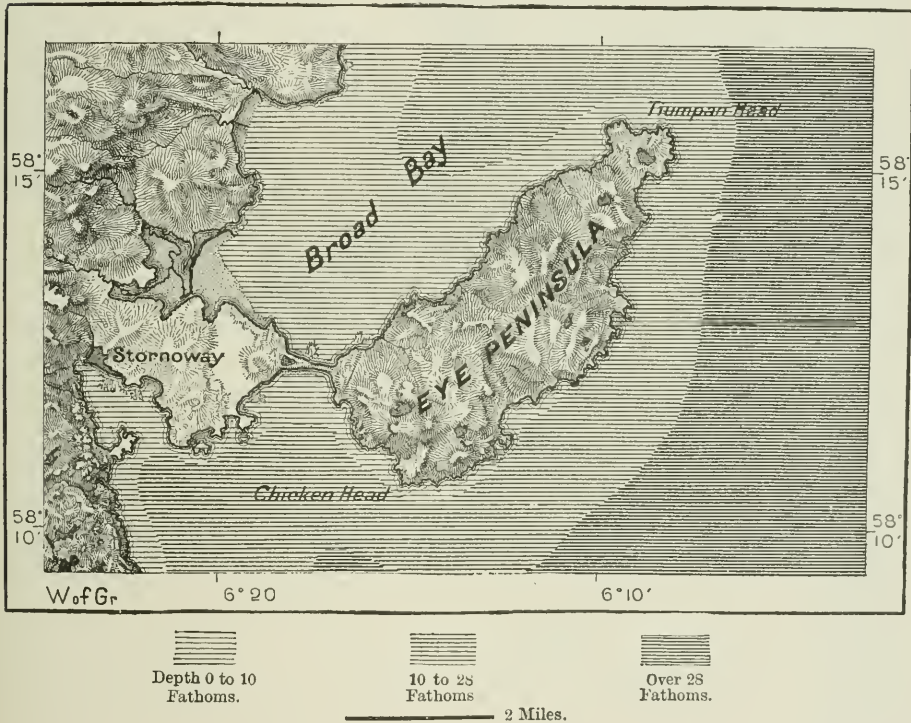 Tiumpan Head
58°
15′
58°
15′
Broad Bay
EYE PENINSULA
Stornoway
Chicken Head
58°
10′
58°
10′
W of Gr
6°20
6°10′
Depth 0 to 10
Fathoms.
10 to 28
Fathoms
Over 28
Fathoms.
2 Miles.